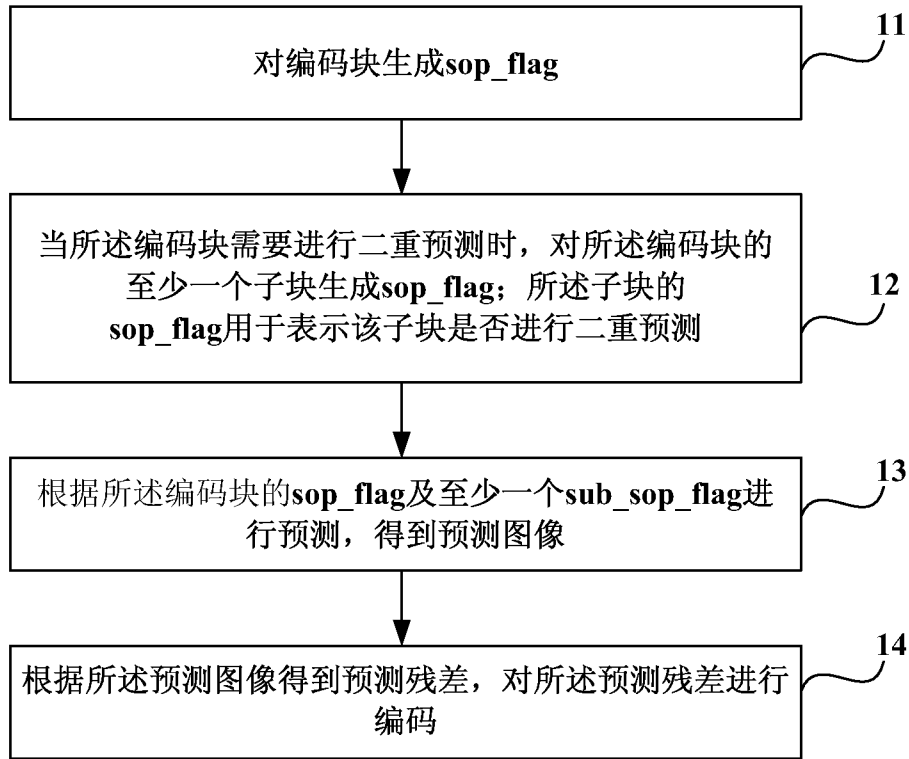 11
对编码块生成sop_flag
当所述编码块需要进行二重预测时，对所述编码块的
至少一个子块生成sop_flag；所述子块的
sop_flag用于表示该子块是否进行二重预测
12
根据所述编码块的sop_flag及至少一个sub_sop_flag进
行预测，得到预测图像
13
根据所述预测图像得到预测残差，对所述预测残差进行
编码
14